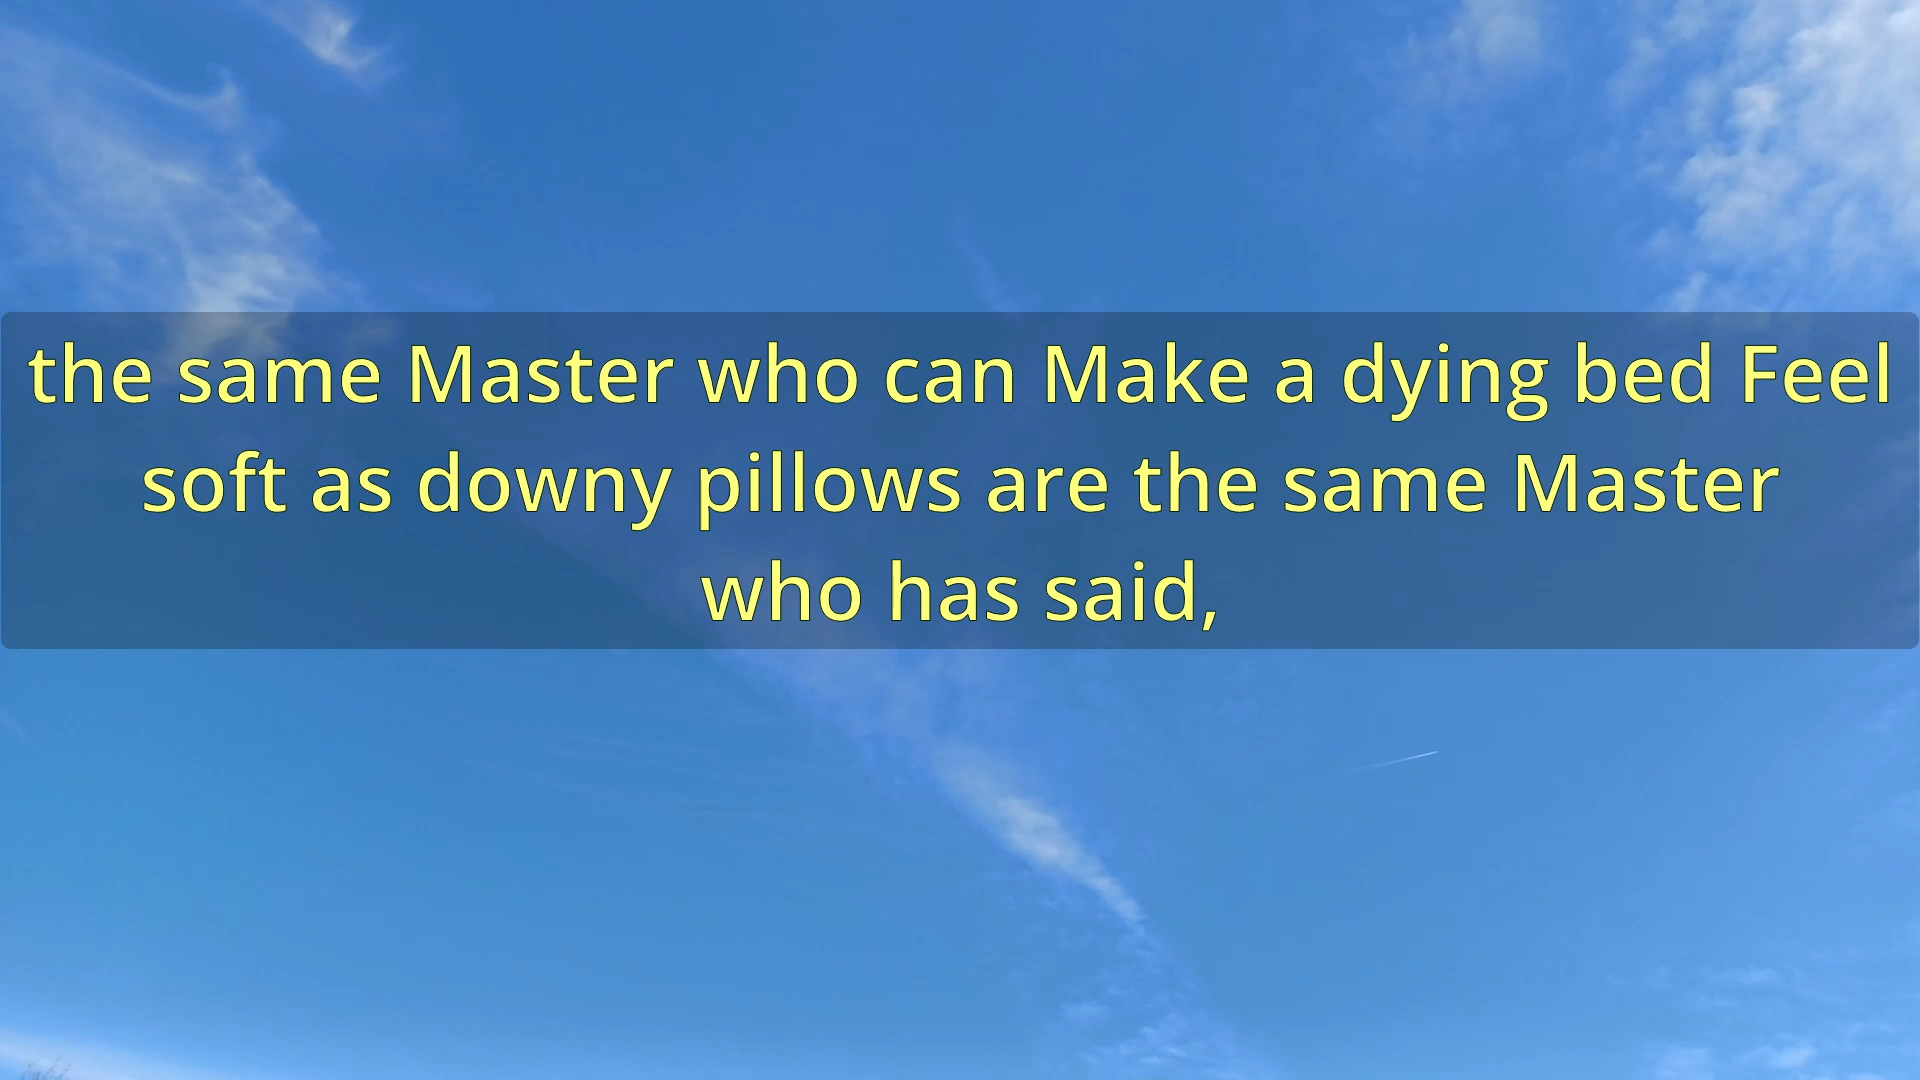 the same Master who can Make a dying bed Feel
soft as downy pillows are the same Master
who has said,